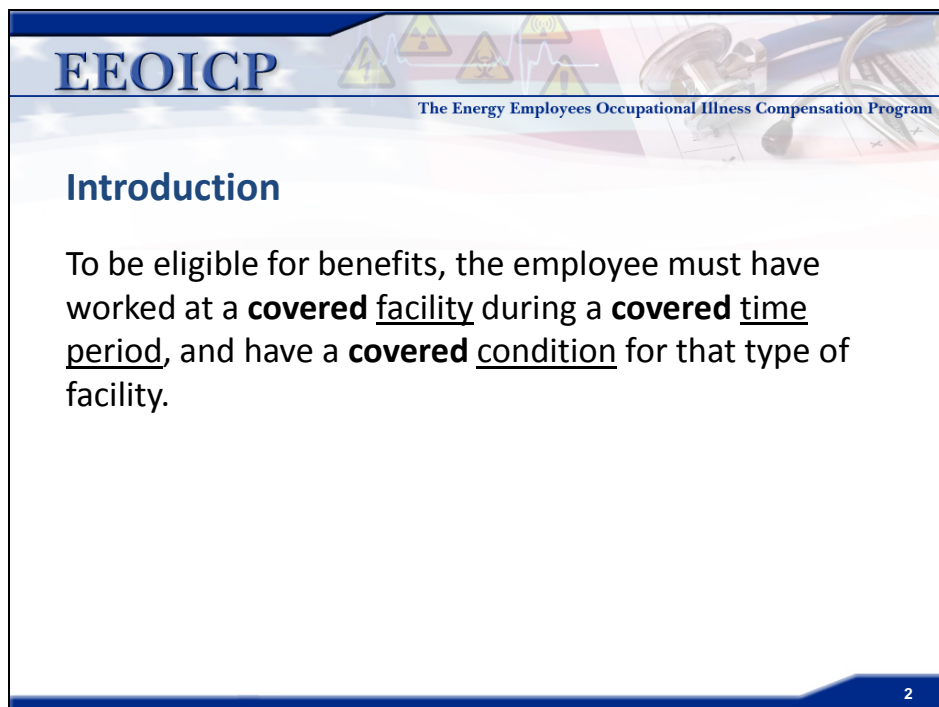 EEOICP
The Energy Employees Occupational Illness Compensation Program
Introduction
To be eligible for benefits, the employee must have
worked at a covered facility during a covered time
period, and have a covered condition for that type of
facility.
2